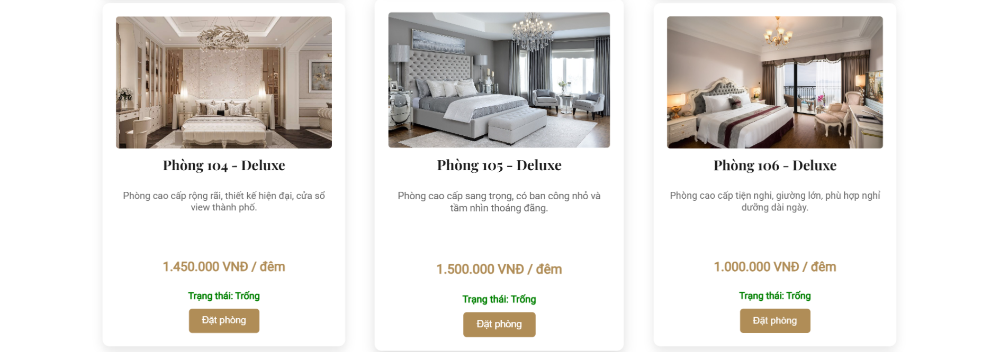 Phòng 104 - Deluxe
Phòng cao cấp rộng rãi, thiết kế hiện đại, cửa sổ
view thành phố.
1.450.000 VNĐ / đêm
Trạng thái: Trống
Đặt phòng
Phòng 105 - Deluxe
Phòng cao cấp sang trọng, có ban công nhỏ và
tầm nhìn thoáng đãng.
1.500.000 VNĐ / đêm
Trạng thái: Trống
Đặt phòng
Phòng 106 - Deluxe
Phòng cao cấp tiện nghi, giường lớn, phù hợp nghỉ
dưỡng dài ngày.
1.000.000 VNĐ / đêm
Trạng thái: Trống
Đặt phòng